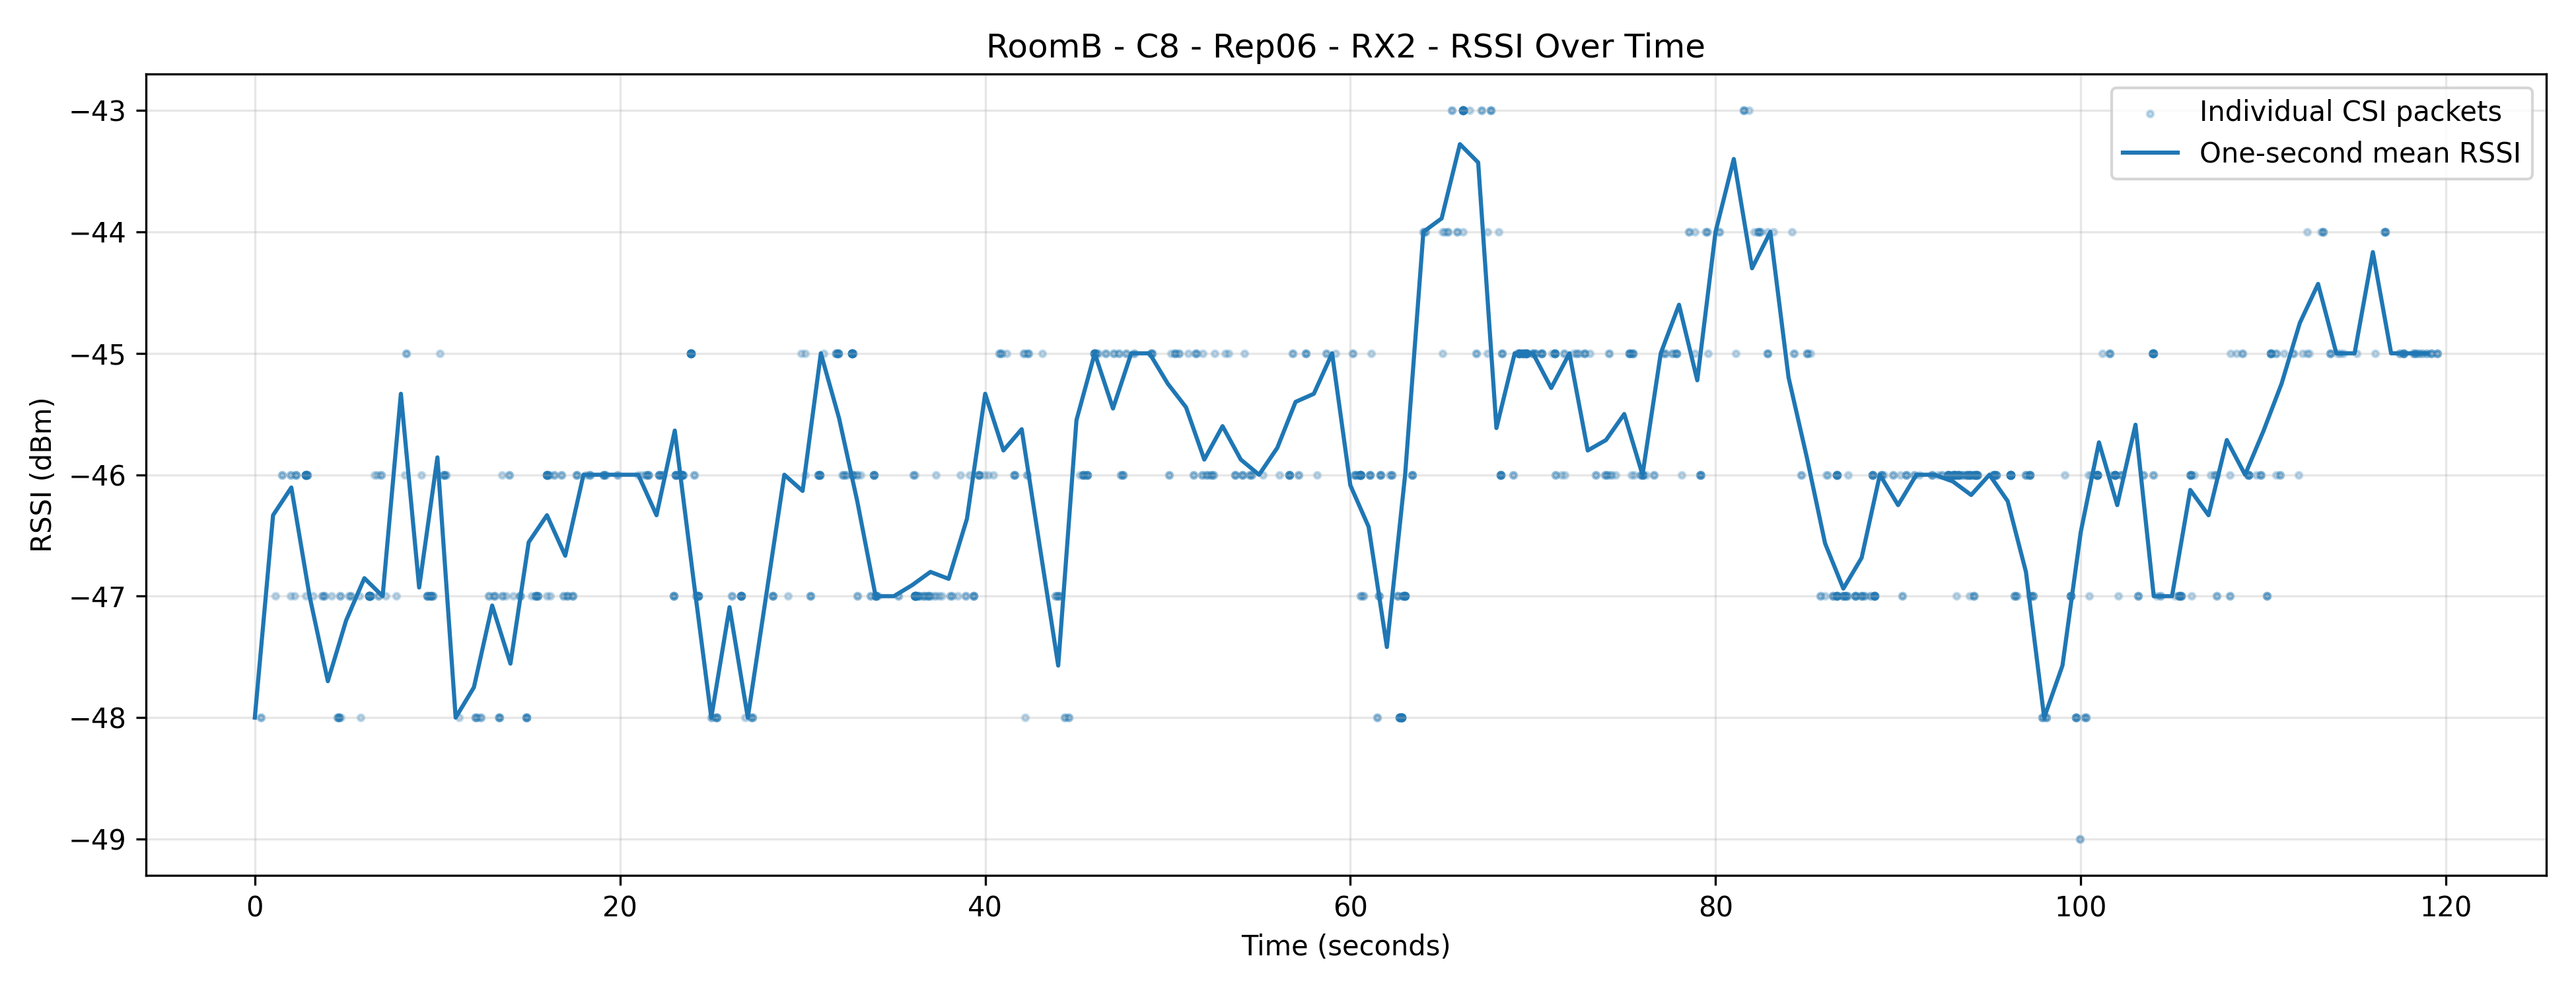 RoomB - C8 - Rep06 - RX2 - RSSI Over Time
Individual CSI packets
One-second mean RSSI
RSSI (dBm)
−43
−44
−45
−46
−47
−48
−49
0 20 40 60 80 100 120
Time (seconds)